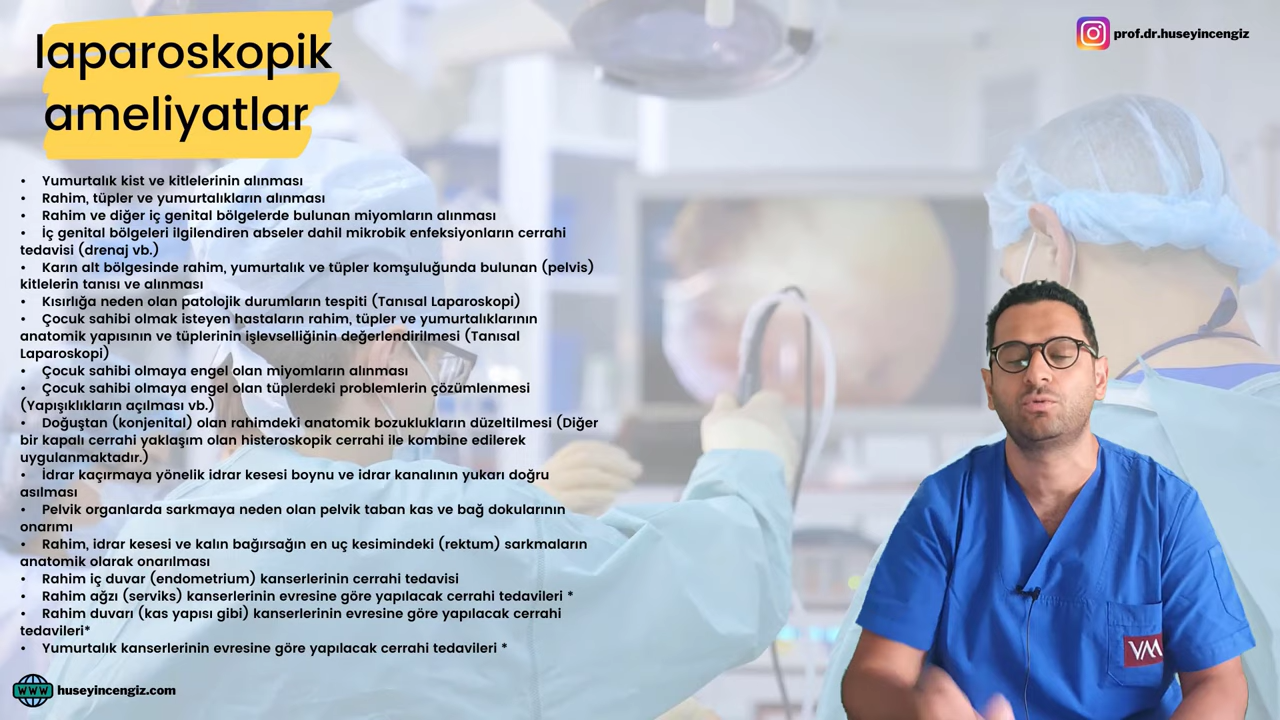 laparoskopik
ameliyatlar
prof.dr.huseyincengiz
• Yumurtalık kist ve kitlelerinin alınması
• Rahim, tüpler ve yumurtalıkların alınması
• Rahim ve diğer iç genital bölgelerde bulunan miyomların alınması
• İç genital bölgeleri ilgilendiren abseler dahil mikrobik enfeksiyonların cerrahi
tedavisi (drenaj vb.)
• Karın alt bölgesinde rahim, yumurtalık ve tüpler komşuluğunda bulunan (pelvis)
kitlelerin tanısı ve alınması
• Kısırlığa neden olan patolojik durumların tespiti (Tanısal Laparoskopi)
• Çocuk sahibi olmak isteyen hastaların rahim, tüpler ve yumurtalıklarının
anatomik yapısının ve tüplerinin işlevselliğinin değerlendirilmesi (Tanısal
Laparoskopi)
• Çocuk sahibi olmaya engel olan miyomların alınması
• Çocuk sahibi olmaya engel olan tüplerdeki problemlerin çözümlenmesi
(Yapışıklıkların açılması vb.)
• Doğuştan (konjenital) olan rahimdeki anatomik bozuklukların düzeltilmesi (Diğer
bir kapalı cerrahi yaklaşım olan histeroskopik cerrahi ile kombine edilerek
uygulanmaktadır.)
• İdrar kaçırmaya yönelik idrar kesesi boynu ve idrar kanalının yukarı doğru
asılması
• Pelvik organlarda sarkmaya neden olan pelvik taban kas ve bağ dokularının
onarımı
• Rahim, idrar kesesi ve kalın bağırsağın en uç kesimindeki (rektum) sarkmaların
anatomik olarak onarılması
• Rahim iç duvar (endometrium) kanserlerinin cerrahi tedavisi
• Rahim ağzı (serviks) kanserlerinin evresine göre yapılacak cerrahi tedavileri *
• Rahim duvarı (kas yapısı gibi) kanserlerinin evresine göre yapılacak cerrahi
tedavileri*
• Yumurtalık kanserlerinin evresine göre yapılacak cerrahi tedavileri *
VM
WWW huseyincengiz.com